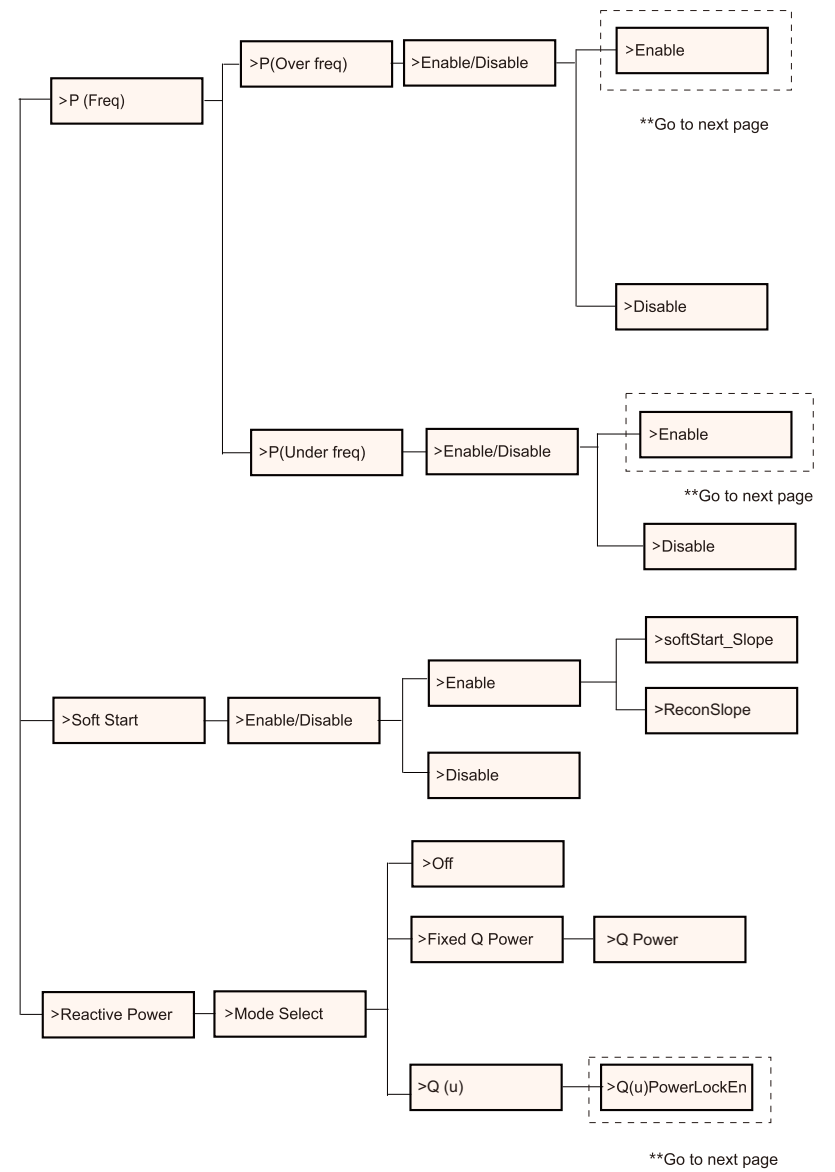 >P (Freq)
>P(Over freq)
>Enable/Disable
>Enable
**Go to next page
>Disable
>P(Under freq)
>Enable/Disable
>Enable
**Go to next page
>Disable
>Soft Start
>Enable/Disable
>Enable
>softStart_Slope
>ReconSlope
>Disable
>Reactive Power
>Mode Select
>Off
>Fixed Q Power
>Q Power
>Q (u)
>Q(u)PowerLockEn
**Go to next page